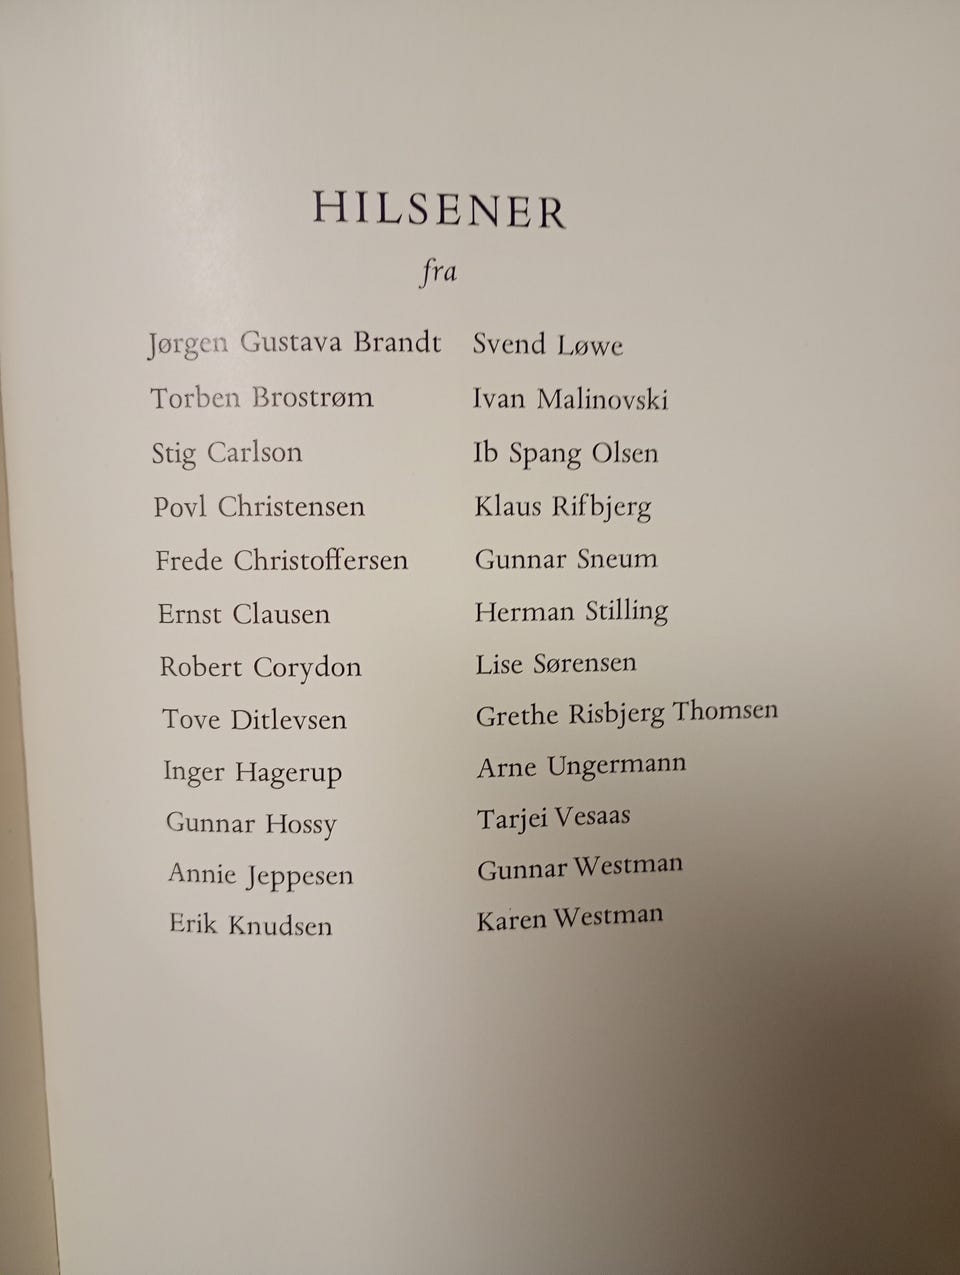 HILSENER
fra
Jørgen Gustava Brandt
Torben Brostrøm
Stig Carlson
Povl Christensen
Frede Christoffersen
Ernst Clausen
Robert Corydon
Tove Ditlevsen
Inger Hagerup
Gunnar Hossy
Annie Jeppesen
Erik Knudsen
Svend Løwe
Ivan Malinovski
Ib Spang Olsen
Klaus Rifbjerg
Gunnar Sneum
Herman Stilling
Lise Sørensen
Grethe Risbjerg Thomsen
Arne Ungermann
Tarjei Vesaas
Gunnar Westman
Karen Westman